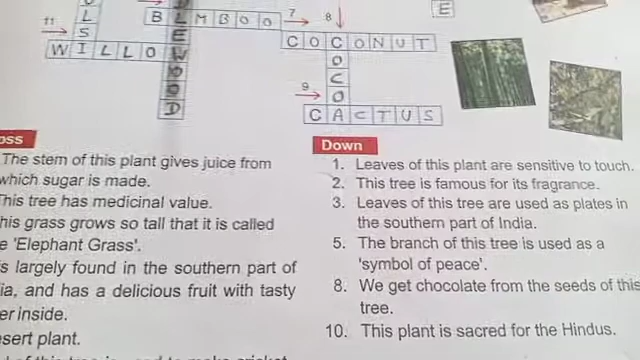 11
L
S
7
8
E
BAMBOO
E
COCONUT
WILLOW
O
O
O
C
D
9
O
CACTUS
oss
Down
The stem of this plant gives juice from
which sugar is made.
This tree has medicinal value.
his grass grows so tall that it is called
e 'Elephant Grass'.
s largely found in the southern part of
ia, and has a delicious fruit with tasty
er inside.
esert plant.
1. Leaves of this plant are sensitive to touch.
2. This tree is famous for its fragrance.
3. Leaves of this tree are used as plates in
the southern part of India.
5. The branch of this tree is used as a
'symbol of peace'.
8. We get chocolate from the seeds of this
tree.
10. This plant is sacred for the Hindus.